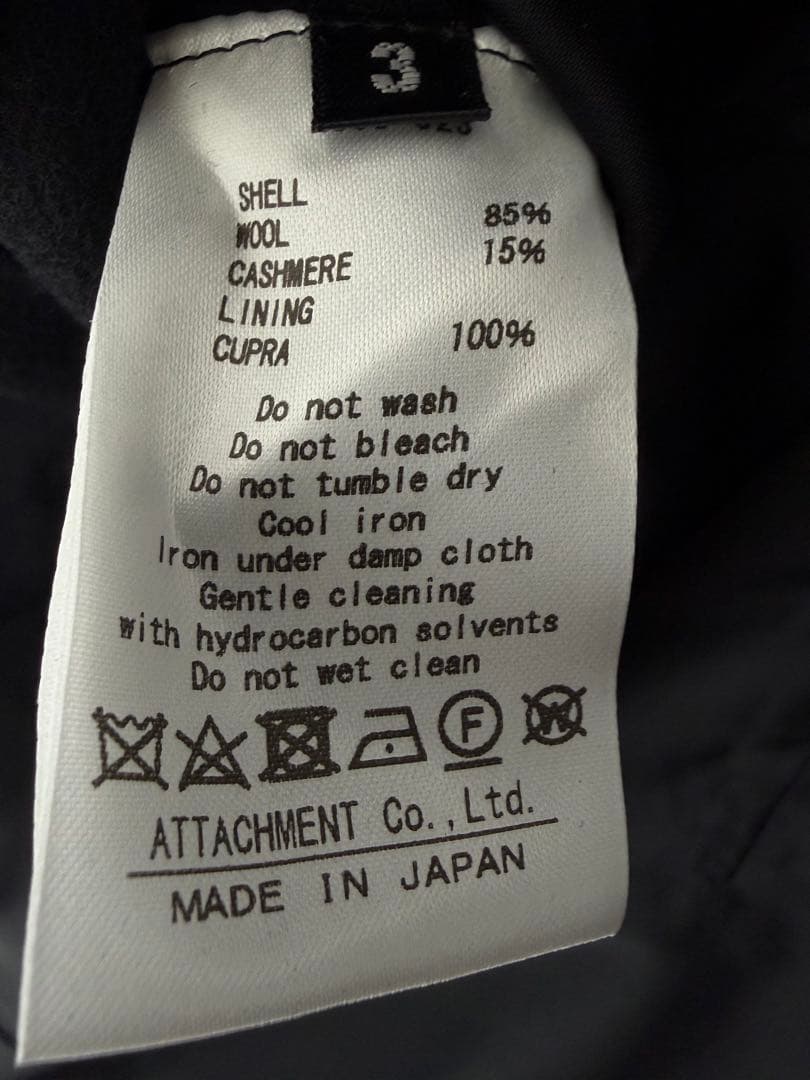 3
SHELL
WOOL 85%
CASHMERE 15%
LINING
CUPRA 100%
Do not wash
Do not bleach
Do not tumble dry
Cool iron
Iron under damp cloth
Gentle cleaning
with hydrocarbon solvents
Do not wet clean
F W
ATTACHMENT Co.,Ltd.
MADE IN JAPAN